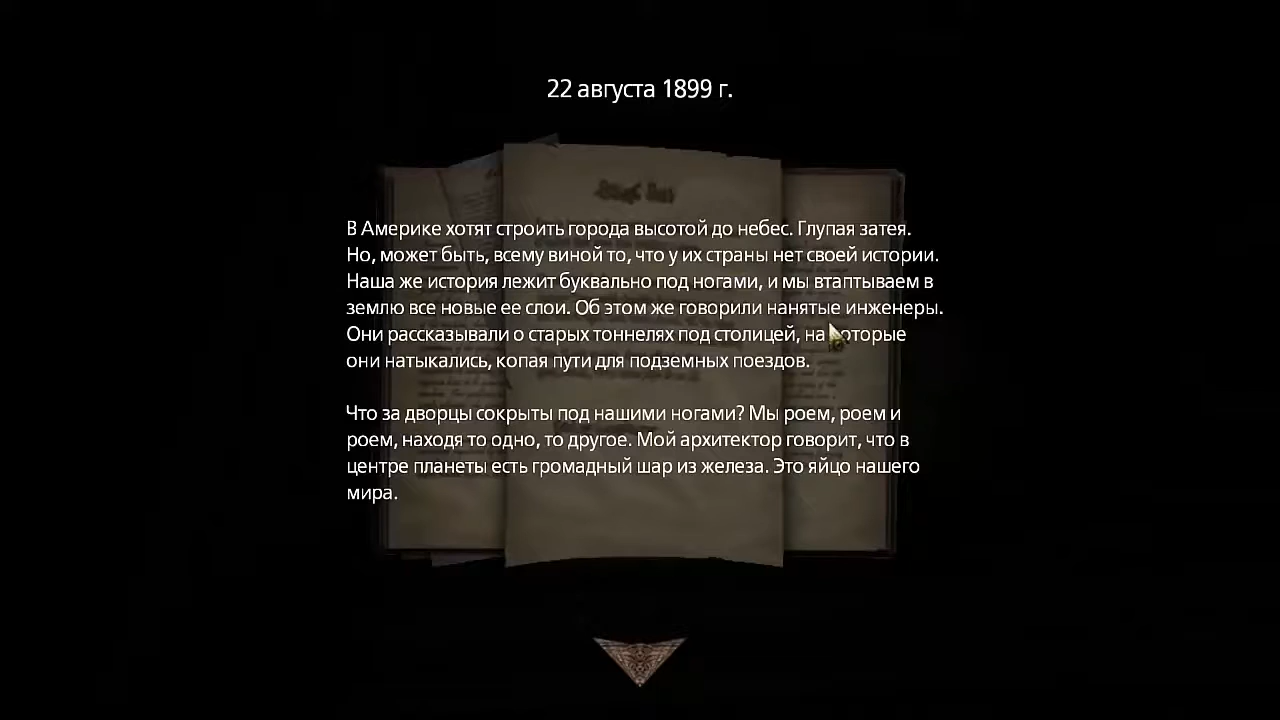 22 августа 1899 г.
В Америке хотят строить города высотой до небес. Глупая затея.
Но, может быть, всему виной то, что у их страны нет своей истории.
Наша же история лежит буквально под ногами, и мы втаптываем в
землю все новые ее слои. Об этом же говорили нанятые инженеры.
Они рассказывали о старых тоннелях под столицей, на которые
они натыкались, копая пути для подземных поездов.
Что за дворцы сокрыты под нашими ногами? Мы роем, роем и
роем, находя то одно, то другое. Мой архитектор говорит, что в
центре планеты есть громадный шар из железа. Это яйцо нашего
мира.